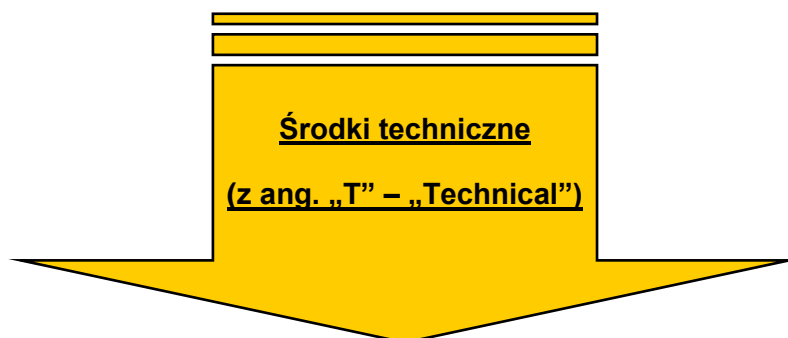 Środki techniczne
(z ang. „T” – „Technical”)